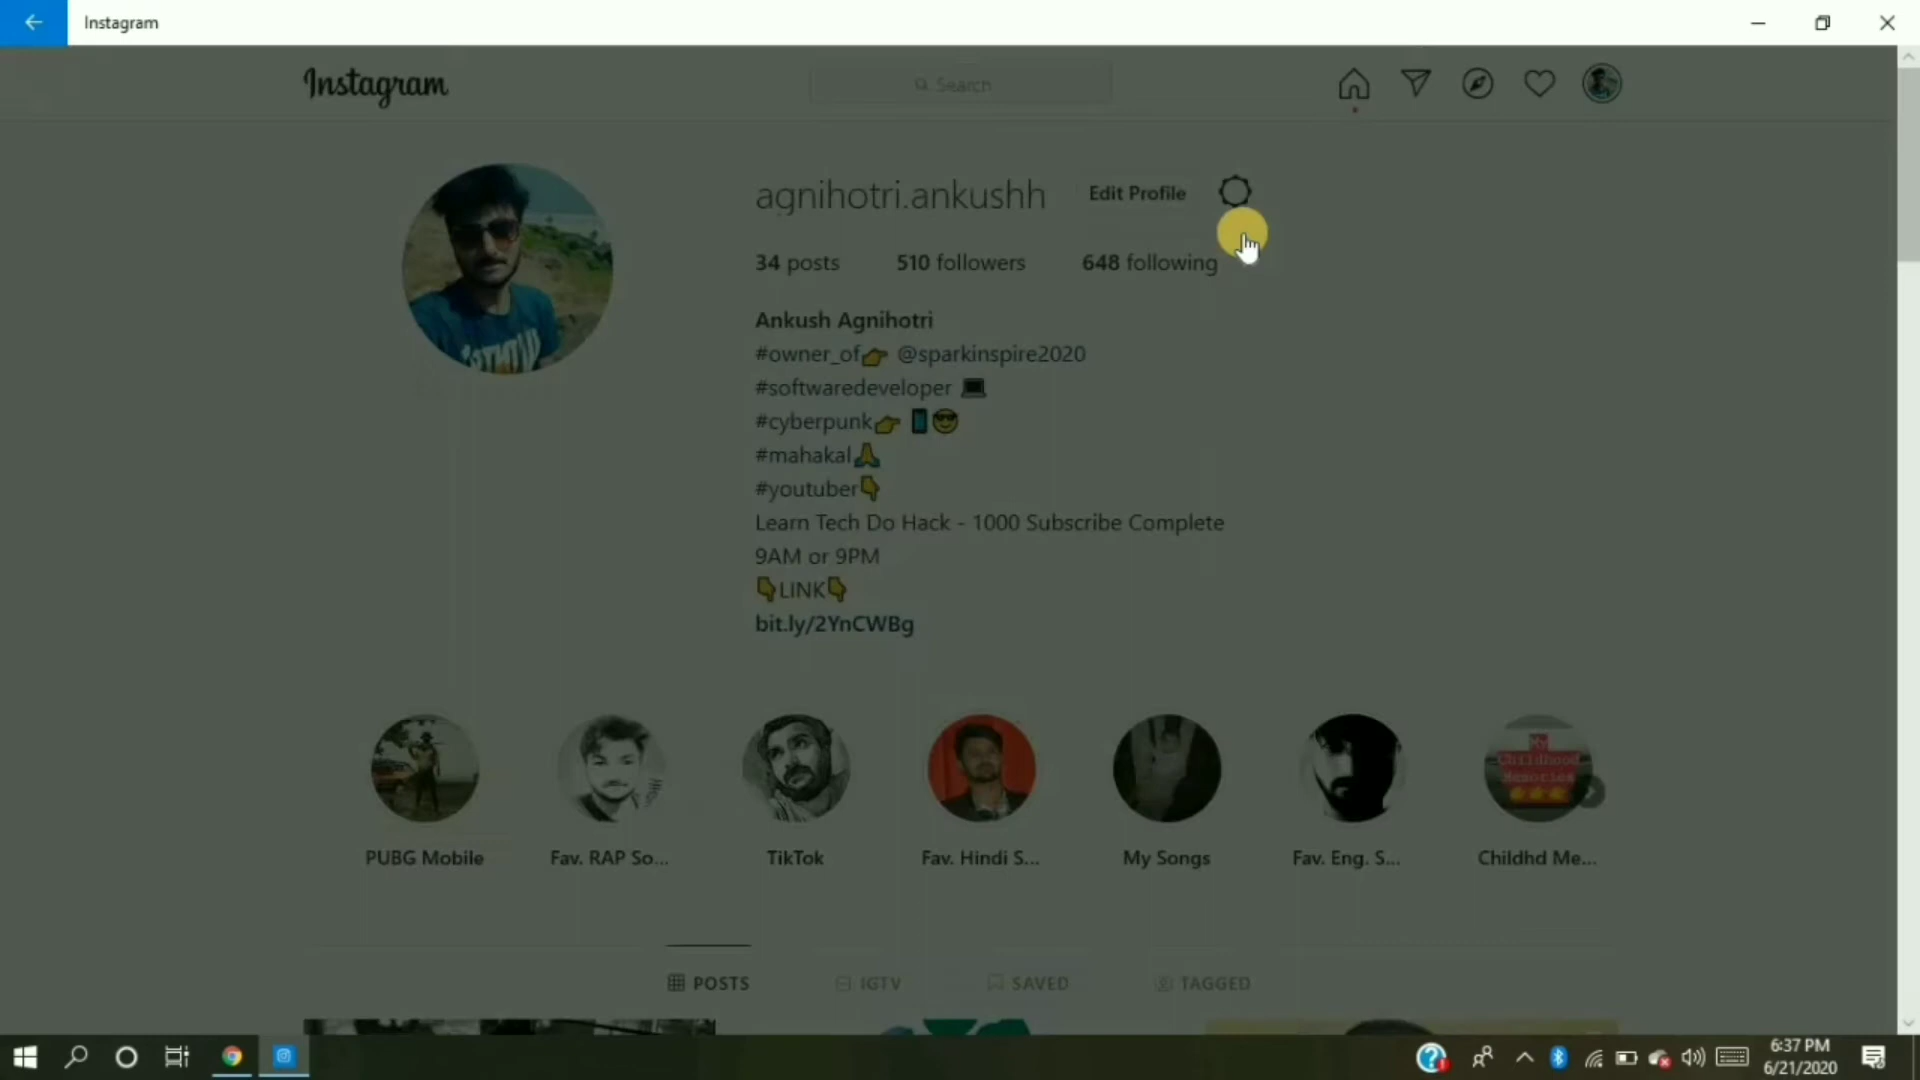 Instagram
Instagram
Search
agnihotri.ankushh
Edit Profile
34 posts
510 followers
648 following
Ankush Agnihotri
#owner_of👉 @sparkinspire2020
#softwaredeveloper 💻
#cyberpunk👉 📱😎
#mahakal🙏
#youtuber👇
Learn Tech Do Hack - 1000 Subscribe Complete
9AM or 9PM
👇LINK👇
bit.ly/2YnCWBg
My
Childhood
Memories
PUBG Mobile
Fav. RAP So...
TikTok
Fav. Hindi S...
My Songs
Fav. Eng. S...
Childhd Me...
POSTS
IGTV
SAVED
TAGGED
6:37 PM
6/21/2020